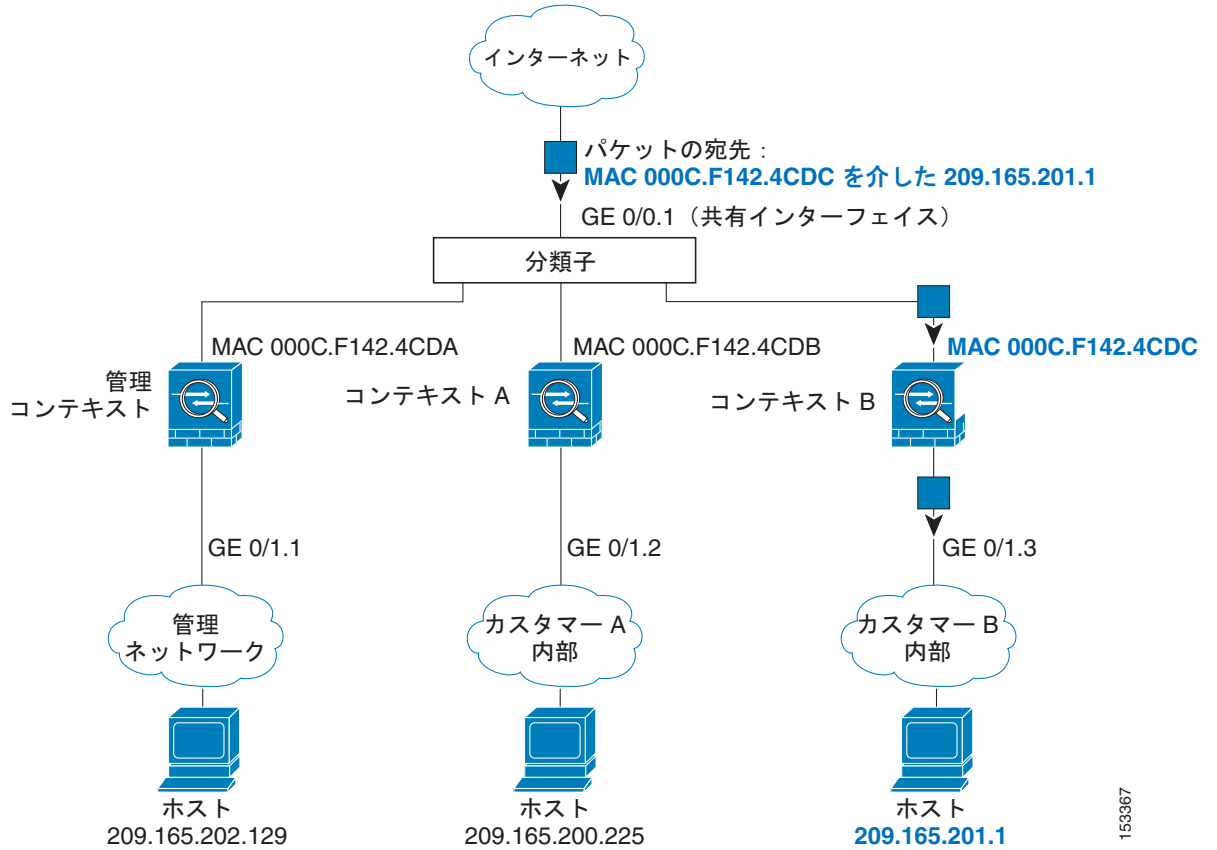 インターネット
パケットの宛先：
MAC 000C.F142.4CDC を介した 209.165.201.1
GE 0/0.1（共有インターフェイス）
分類子
MAC 000C.F142.4CDA
MAC 000C.F142.4CDB
MAC 000C.F142.4CDC
管理
コンテキスト
コンテキスト A
コンテキスト B
GE 0/1.1
GE 0/1.2
GE 0/1.3
管理
ネットワーク
カスタマー A
内部
カスタマー B
内部
ホスト
209.165.202.129
ホスト
209.165.200.225
ホスト
209.165.201.1
153367